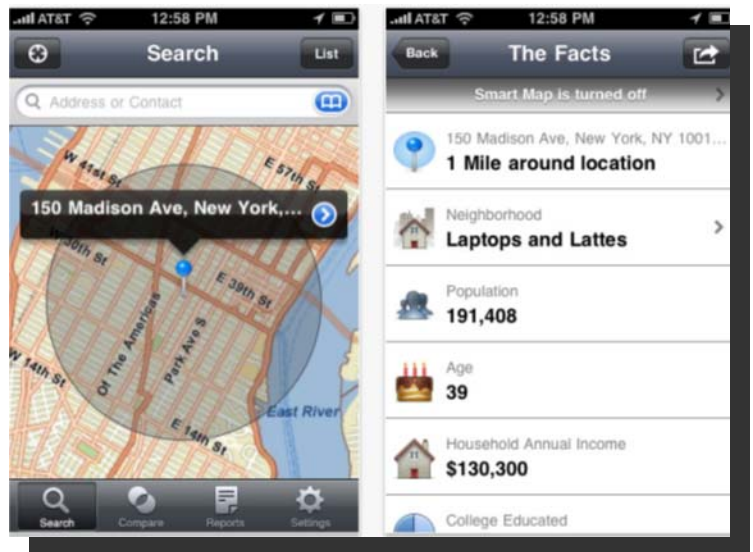 AT&T 12:58 PM
Search
List
Address or Contact
W 41st St
E 57th St
150 Madison Ave, New York,...
W 30th St
E 39th St
Of The Americas
Park Ave S
W 14th St
East River
E 14th St
Search Compare Reports Settings
AT&T 12:58 PM
Back
The Facts
Smart Map is turned off
150 Madison Ave, New York, NY 1001...
1 Mile around location
Neighborhood
Laptops and Lattes
Population
191,408
Age
39
Household Annual Income
$130,300
College Educated